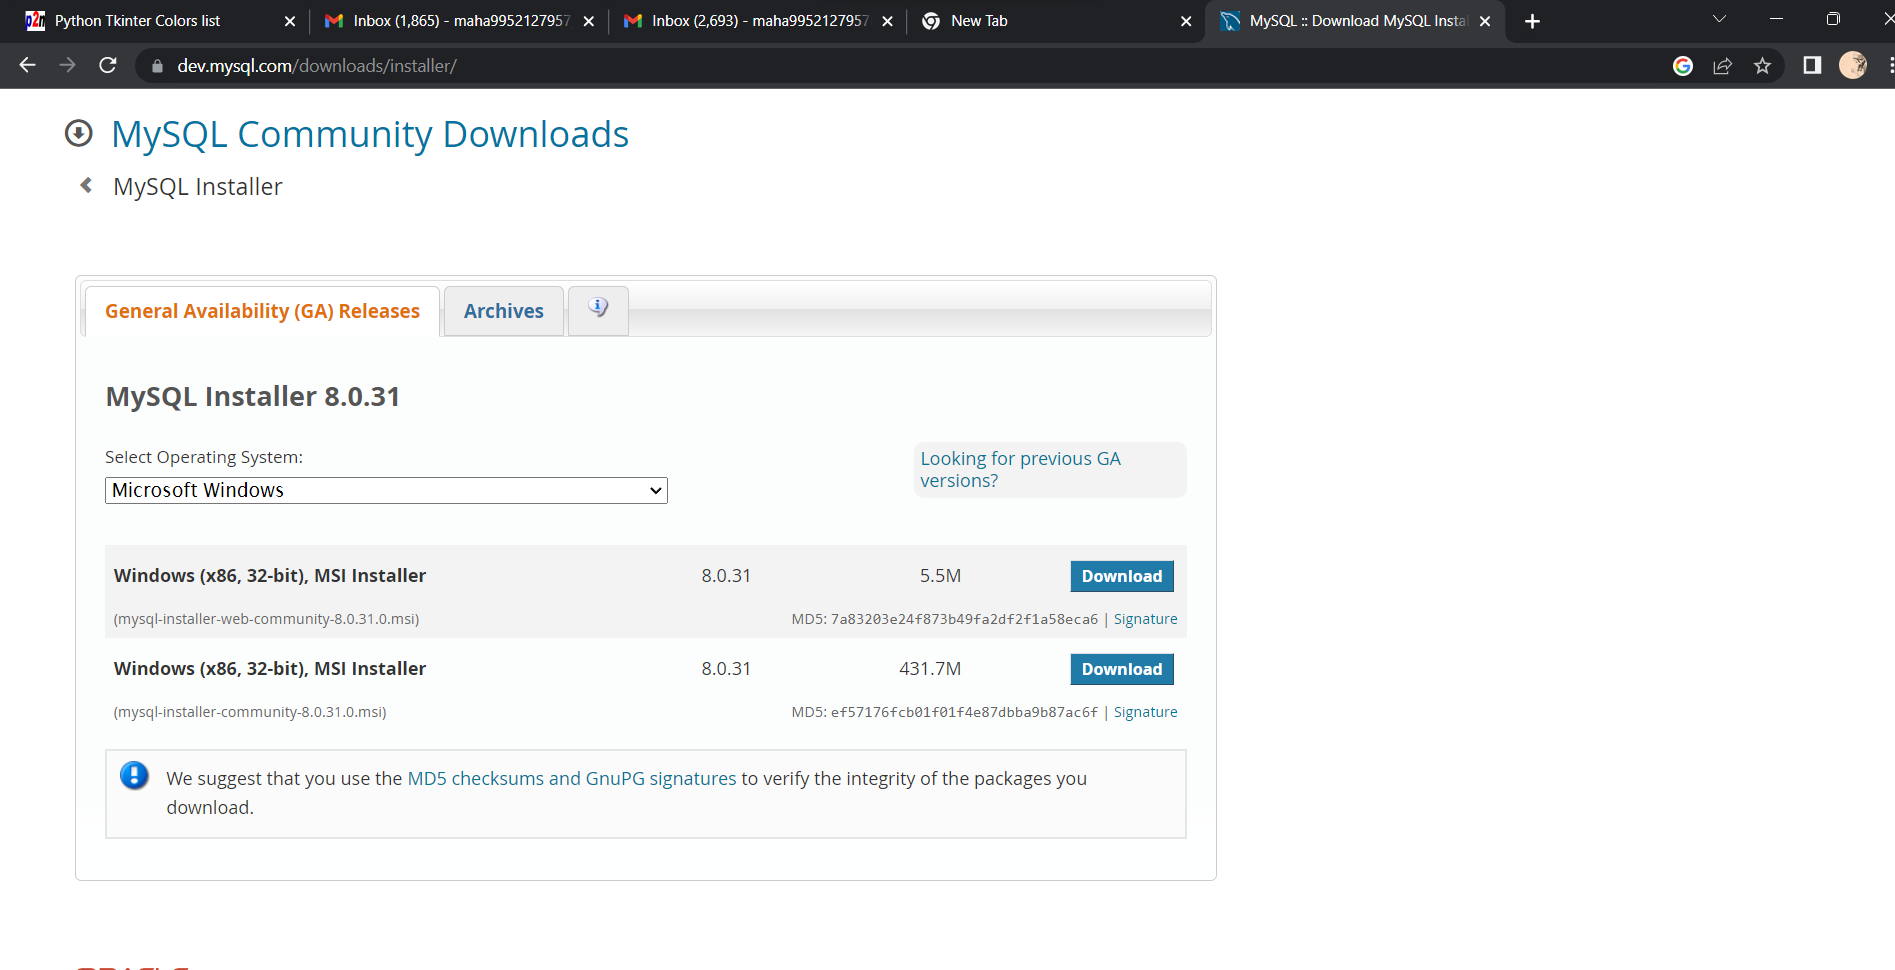 Python Tkinter Colors list
Inbox (1,865) - maha9952127957
Inbox (2,693) - maha9952127957
New Tab
MySQL :: Download MySQL Instal
dev.mysql.com/downloads/installer/
MySQL Community Downloads
MySQL Installer
General Availability (GA) Releases
Archives
MySQL Installer 8.0.31
Select Operating System:
Microsoft Windows
Looking for previous GA
versions?
Windows (x86, 32-bit), MSI Installer 8.0.31 5.5M Download
(mysql-installer-web-community-8.0.31.0.msi) MD5: 7a83203e24f873b49fa2df2f1a58eca6 | Signature
Windows (x86, 32-bit), MSI Installer 8.0.31 431.7M Download
(mysql-installer-community-8.0.31.0.msi) MD5: ef57176fcb01f01f4e87dbba9b87ac6f | Signature
We suggest that you use the MD5 checksums and GnuPG signatures to verify the integrity of the packages you
download.